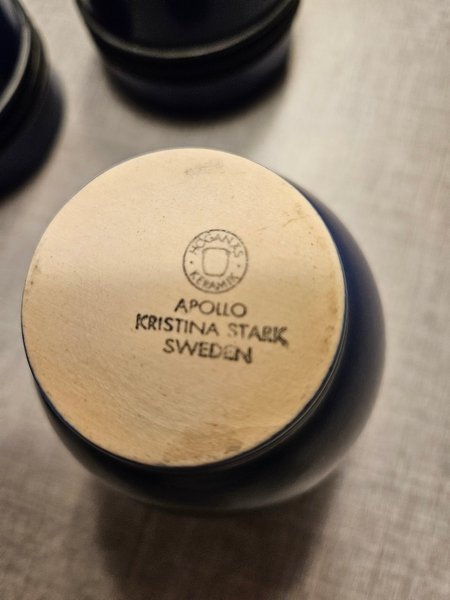 HÖGANÄS
KERAMIK
APOLLO
KRISTINA STARK
SWEDEN